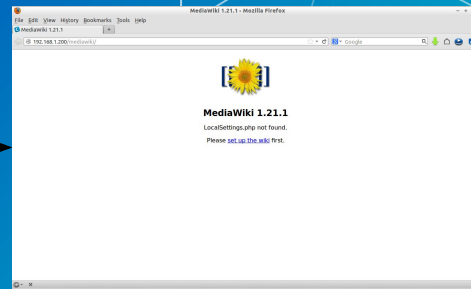 MediaWiki 1.21.1 - Mozilla Firefox
File Edit View History Bookmarks Tools Help
MediaWiki 1.21.1
192.168.1.200/mediawiki/
Google
MediaWiki 1.21.1
LocalSettings.php not found.
Please set up the wiki first.